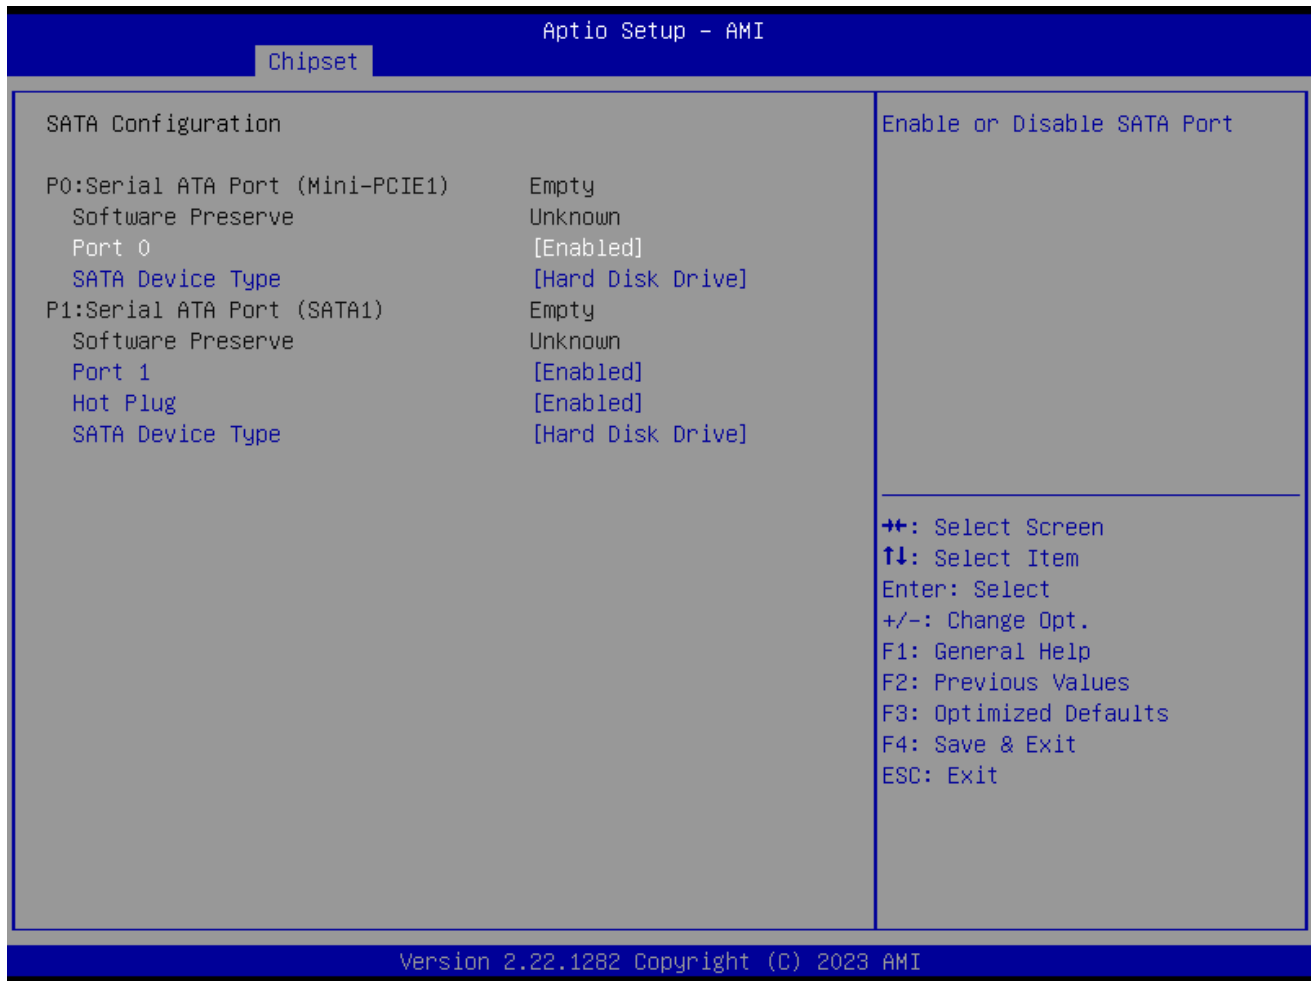 Aptio Setup – AMI
Chipset
SATA Configuration
P0:Serial ATA Port (Mini-PCIE1) Empty
Software Preserve Unknown
Port 0 [Enabled]
SATA Device Type [Hard Disk Drive]
P1:Serial ATA Port (SATA1) Empty
Software Preserve Unknown
Port 1 [Enabled]
Hot Plug [Enabled]
SATA Device Type [Hard Disk Drive]
Enable or Disable SATA Port
→←: Select Screen
↑↓: Select Item
Enter: Select
+/-: Change Opt.
F1: General Help
F2: Previous Values
F3: Optimized Defaults
F4: Save & Exit
ESC: Exit
Version 2.22.1282 Copyright (C) 2023 AMI